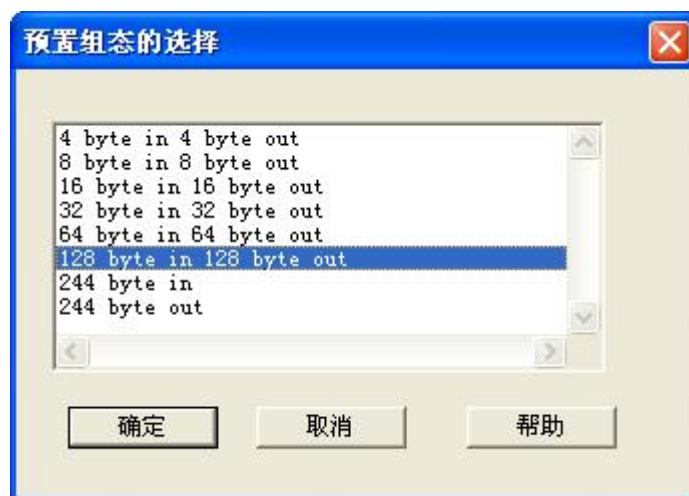 预置组态的选择
4 byte in 4 byte out
8 byte in 8 byte out
16 byte in 16 byte out
32 byte in 32 byte out
64 byte in 64 byte out
128 byte in 128 byte out
244 byte in
244 byte out
确定 取消 帮助